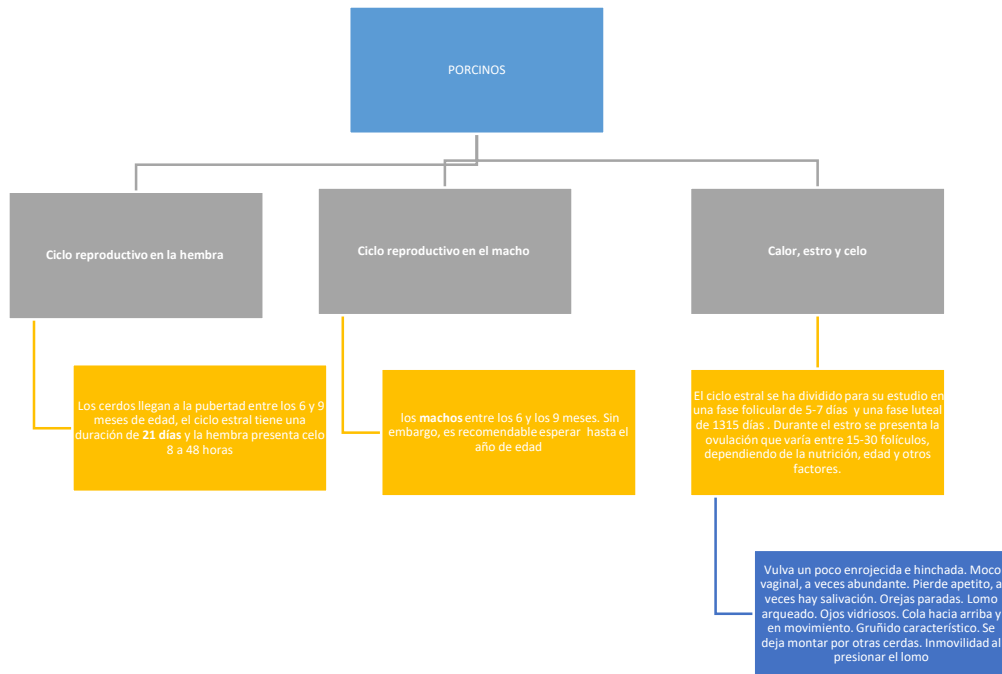 PORCINOS
Ciclo reproductivo en la hembra
Ciclo reproductivo en el macho
Calor, estro y celo
Los cerdos llegan a la pubertad entre los 6 y 9
meses de edad, el ciclo estral tiene una
duración de 21 días y la hembra presenta celo
8 a 48 horas
los machos entre los 6 y los 9 meses. Sin
embargo, es recomendable esperar hasta el
año de edad
El ciclo estral se ha dividido para su estudio en
una fase folicular de 5-7 días y una fase luteal
de 1315 días . Durante el estro se presenta la
ovulación que varía entre 15-30 folículos,
dependiendo de la nutrición, edad y otros
factores.
Vulva un poco enrojecida e hinchada. Moco
vaginal, a veces abundante. Pierde apetito, a
veces hay salivación. Orejas paradas. Lomo
arqueado. Ojos vidriosos. Cola hacia arriba y
en movimiento. Gruñido característico. Se
deja montar por otras cerdas. Inmovilidad al
presionar el lomo